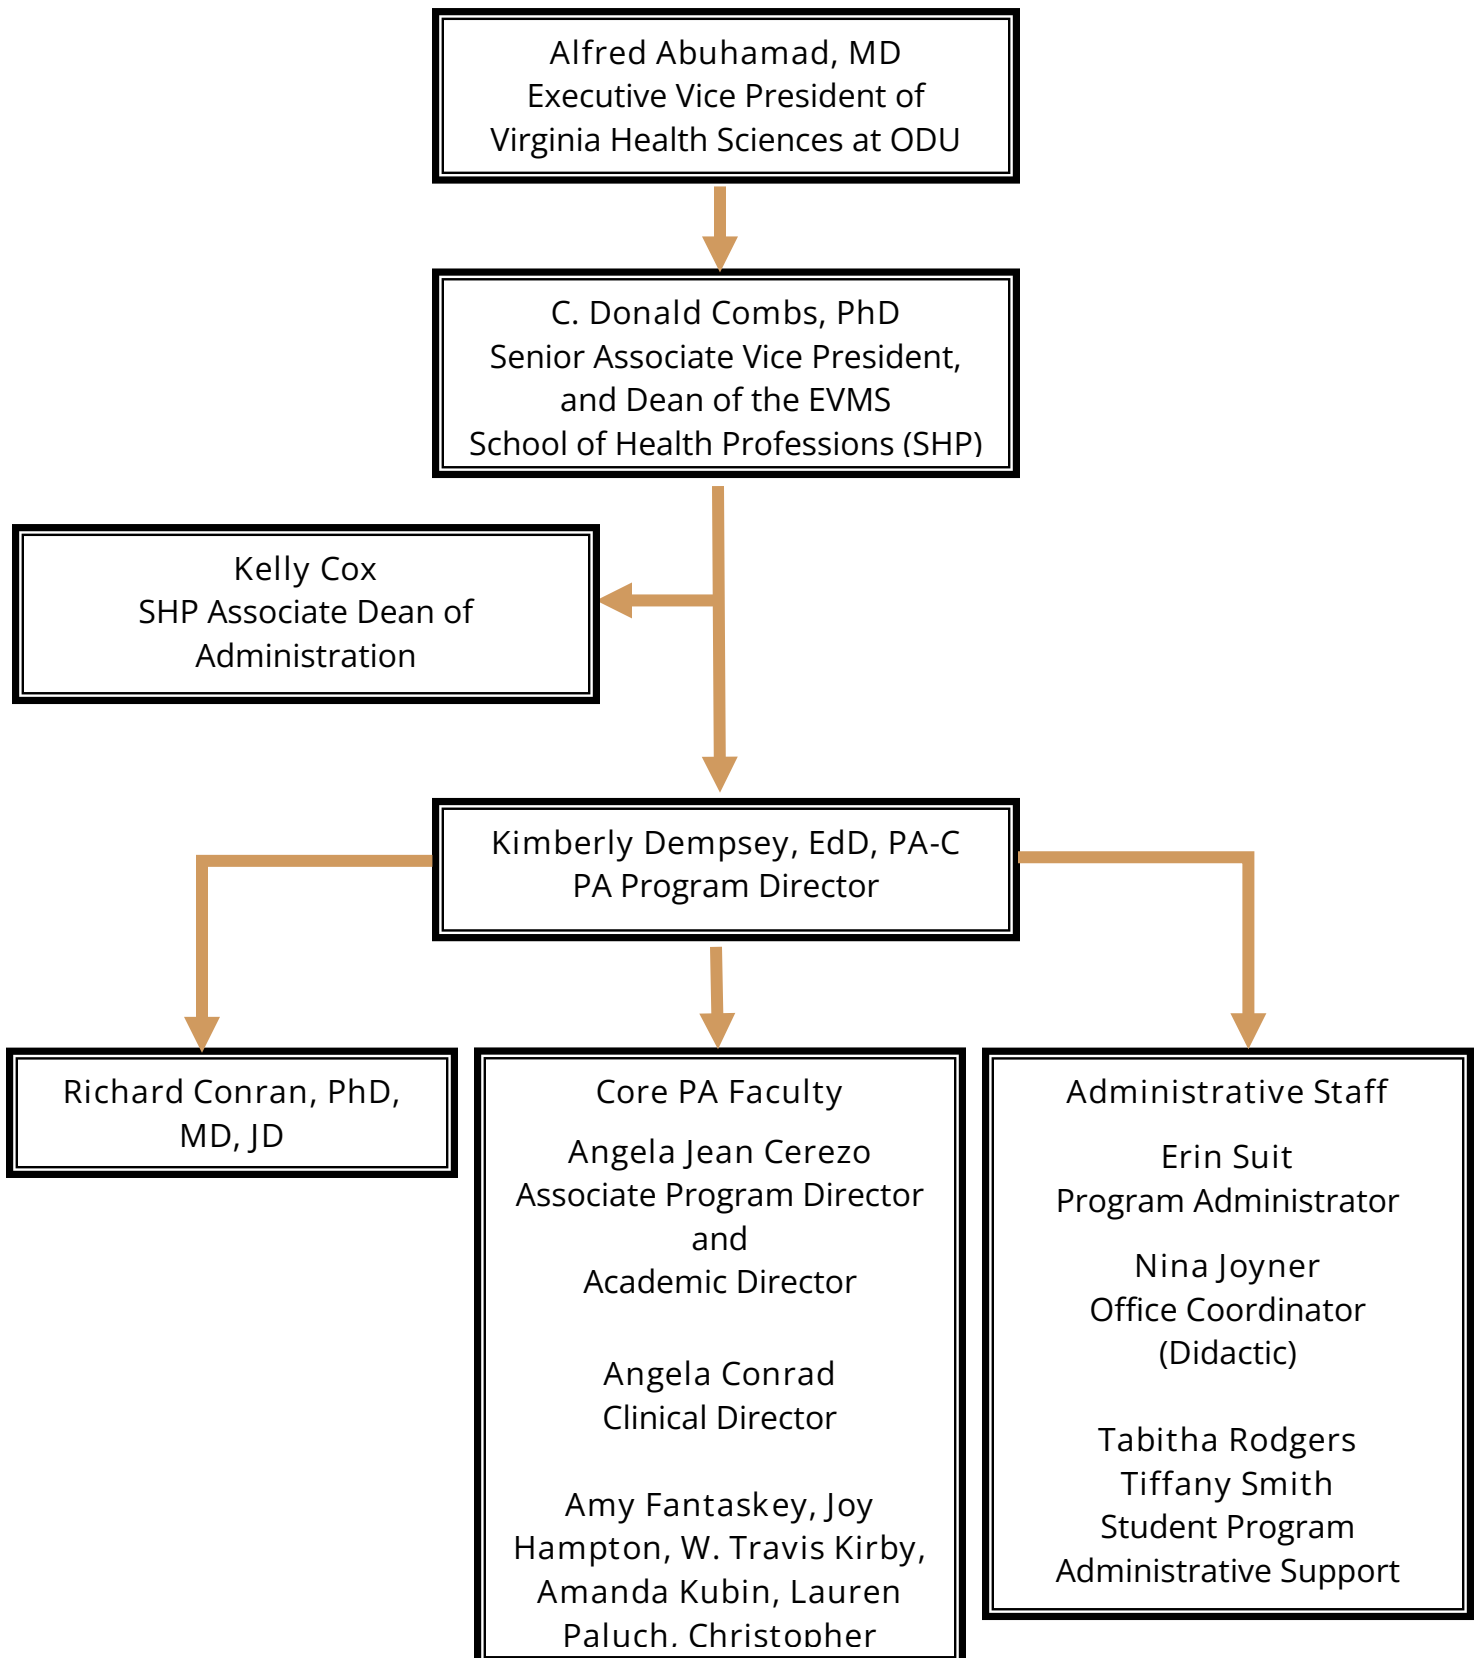 Alfred Abuhamad, MD
Executive Vice President of
Virginia Health Sciences at ODU
C. Donald Combs, PhD
Senior Associate Vice President,
and Dean of the EVMS
School of Health Professions (SHP)
Kelly Cox
SHP Associate Dean of
Administration
Kimberly Dempsey, EdD, PA-C
PA Program Director
Richard Conran, PhD,
MD, JD
Core PA Faculty
Angela Jean Cerezo
Associate Program Director
and
Academic Director
Angela Conrad
Clinical Director
Amy Fantaskey, Joy
Hampton, W. Travis Kirby,
Amanda Kubin, Lauren
Paluch, Christopher
Administrative Staff
Erin Suit
Program Administrator
Nina Joyner
Office Coordinator
(Didactic)
Tabitha Rodgers
Tiffany Smith
Student Program
Administrative Support